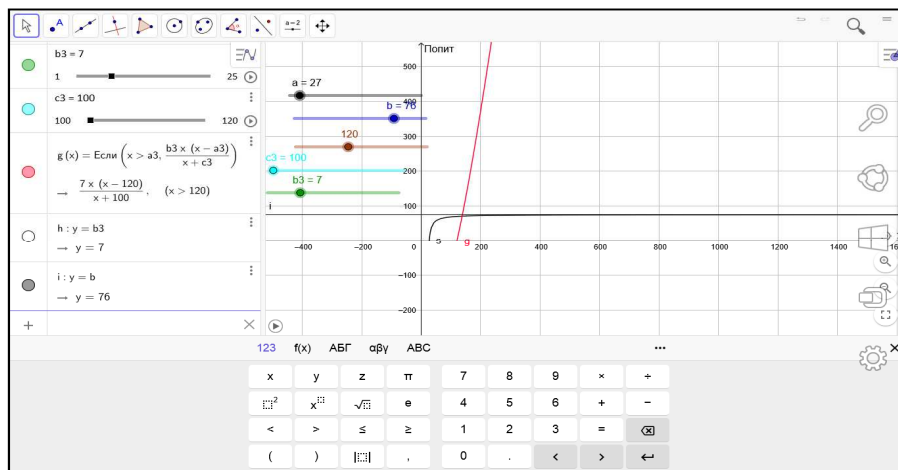 A
a=2
b3 = 7
1 25
c3 = 100
100 120
g (x) = Если (x > a3, b3 × (x − a3) / x + c3)
→ 7 × (x − 120) / x + 100 , (x > 120)
h : y = b3
→ y = 7
i : y = b
→ y = 76
+
Попит
500
a = 27
400
b = 76
300
120
200
c3 = 100
b3 = 7
100
i
−400 −200 0 200 400 600 800 1000 1200 1400
g
−100
−200
123 f(x) АБГ αβγ ABC
x y z π 7 8 9 × ÷
□² x□ √□ e 4 5 6 + −
< > ≤ ≥ 1 2 3 =
( ) |□| , 0 . < >